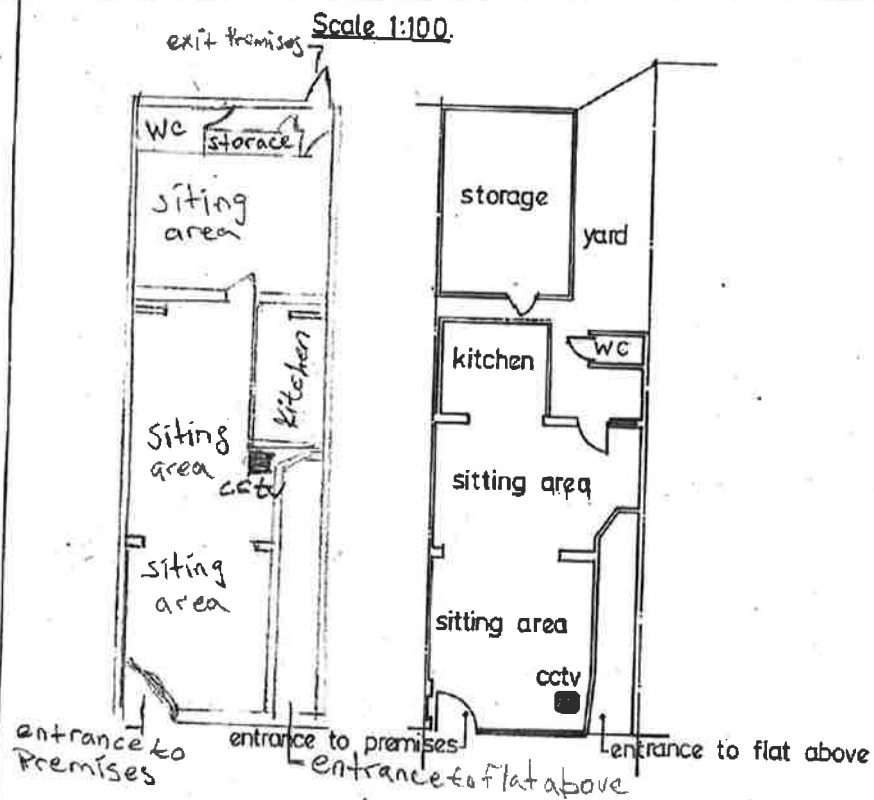 Scale 1:100.
exit Premises
WC
storace
siting
area
kitchen
siting
area
cctv
siting
area
entrance to
Premises
entrance to flat above
storage
yard
kitchen
WC
sitting area
sitting area
cctv
entrance to premises
entrance to flat above